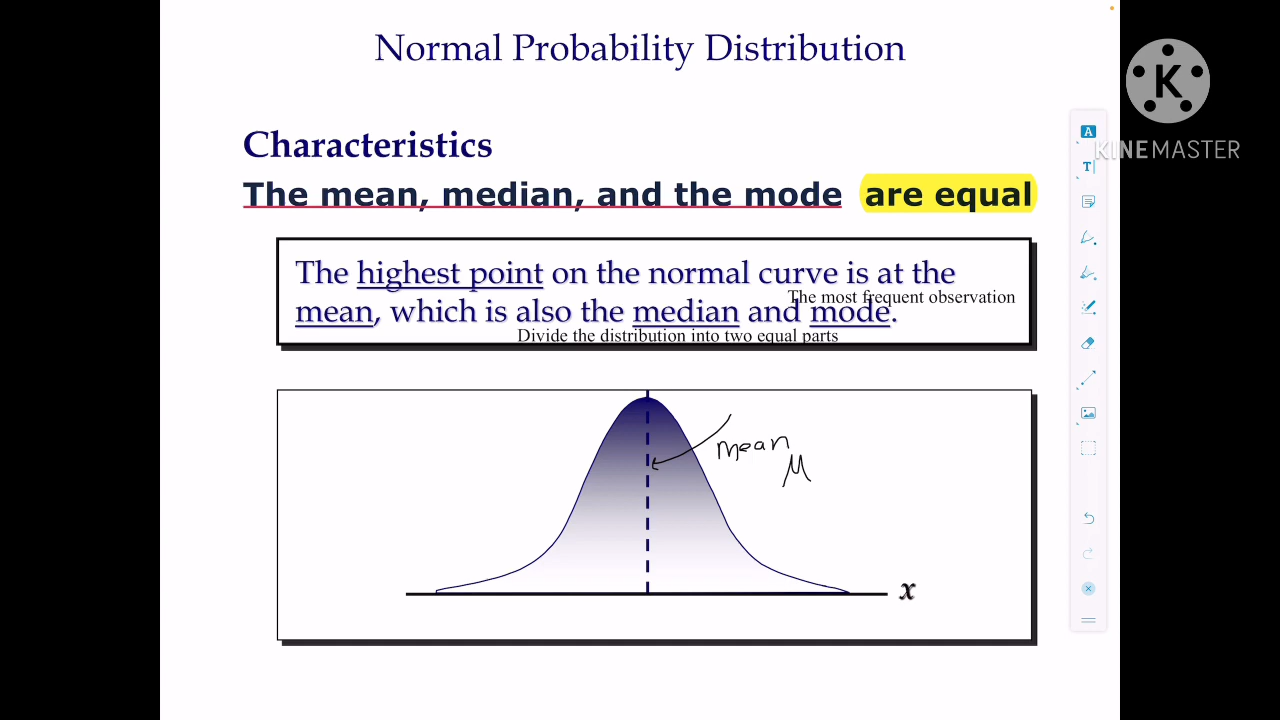 Normal Probability Distribution
K
KINEMASTER
A
T
Characteristics
The mean, median, and the mode are equal
The highest point on the normal curve is at the
The most frequent observation
mean, which is also the median and mode.
Divide the distribution into two equal parts
mean
μ
x